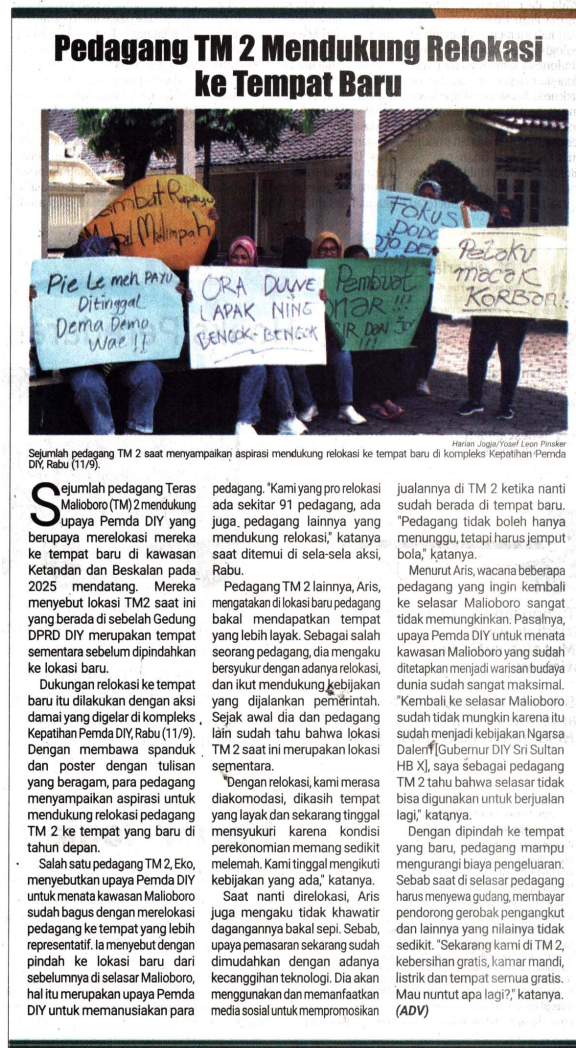 Pedagang TM 2 Mendukung Relokasi
ke Tempat Baru
Pie Le meh PAYU
Ditinggal
Dema Demo
Wae !!
ORA DUWE
LAPAK NING
BENGOK-BENGOK
Pembuat
!!!
FOKUS
PELAKU
macak
KORBAN!
Harian Jogja/Yosef Leon Pinsker
Sejumlah pedagang TM 2 saat menyampaikan aspirasi mendukung relokasi ke tempat baru di kompleks Kepatihan Pemda
DIY, Rabu (11/9).
Sejumlah pedagang Teras
Malioboro (TM) 2 mendukung
upaya Pemda DIY yang
berupaya merelokasi mereka
ke tempat baru di kawasan
Ketandan dan Beskalan pada
2025 mendatang. Mereka
menyebut lokasi TM2 saat ini
yang berada di sebelah Gedung
DPRD DIY merupakan tempat
sementara sebelum dipindahkan
ke lokasi baru.
Dukungan relokasi ke tempat
baru itu dilakukan dengan aksi
damai yang digelar di kompleks
Kepatihan Pemda DIY, Rabu (11/9).
Dengan membawa spanduk
dan poster dengan tulisan
yang beragam, para pedagang
menyampaikan aspirasi untuk
mendukung relokasi pedagang
TM 2 ke tempat yang baru di
tahun depan.
Salah satu pedagang TM 2, Eko,
menyebutkan upaya Pemda DIY
untuk menata kawasan Malioboro
sudah bagus dengan merelokasi
pedagang ke tempat yang lebih
representatif. Ia menyebut dengan
pindah ke lokasi baru dari
sebelumnya di selasar Malioboro,
hal itu merupakan upaya Pemda
DIY untuk memanusiakan para
pedagang. "Kami yang pro relokasi
ada sekitar 91 pedagang, ada
juga pedagang lainnya yang
mendukung relokasi," katanya
saat ditemui di sela-sela aksi,
Rabu.
Pedagang TM 2 lainnya, Aris,
mengatakan di lokasi baru pedagang
bakal mendapatkan tempat
yang lebih layak. Sebagai salah
seorang pedagang, dia mengaku
bersyukur dengan adanya relokasi,
dan ikut mendukung kebijakan
yang dijalankan pemerintah.
Sejak awal dia dan pedagang
lain sudah tahu bahwa lokasi
TM 2 saat ini merupakan lokasi
sementara.
"Dengan relokasi, kami merasa
diakomodasi, dikasih tempat
yang layak dan sekarang tinggal
mensyukuri karena kondisi
perekonomian memang sedikit
melemah. Kami tinggal mengikuti
kebijakan yang ada," katanya.
Saat nanti direlokasi, Aris
juga mengaku tidak khawatir
dagangannya bakal sepi. Sebab,
upaya pemasaran sekarang sudah
dimudahkan dengan adanya
kecanggihan teknologi. Dia akan
menggunakan dan memanfaatkan
media sosial untuk mempromosikan
jualannya di TM 2 ketika nanti
sudah berada di tempat baru.
"Pedagang tidak boleh hanya
menunggu, tetapi harus jemput
bola," katanya.
Menurut Aris, wacana beberapa
pedagang yang ingin kembali
ke selasar Malioboro sangat
tidak memungkinkan. Pasalnya,
upaya Pemda DIY untuk menata
kawasan Malioboro yang sudah
ditetapkan menjadi warisan budaya
dunia sudah sangat maksimal.
"Kembali ke selasar Malioboro
sudah tidak mungkin karena itu
sudah menjadi kebijakan Ngarsa
Dalem [Gubernur DIY Sri Sultan
HB X], saya sebagai pedagang
TM 2 tahu bahwa selasar tidak
bisa digunakan untuk berjualan
lagi," katanya.
Dengan dipindah ke tempat
yang baru, pedagang mampu
mengurangi biaya pengeluaran.
Sebab saat di selasar pedagang
harus menyewa gudang, membayar
pendorong gerobak pengangkut
dan lainnya yang nilainya tidak
sedikit. "Sekarang kami di TM 2,
kebersihan gratis, kamar mandi,
listrik dan tempat semua gratis.
Mau nuntut apa lagi?," katanya.
(ADV)